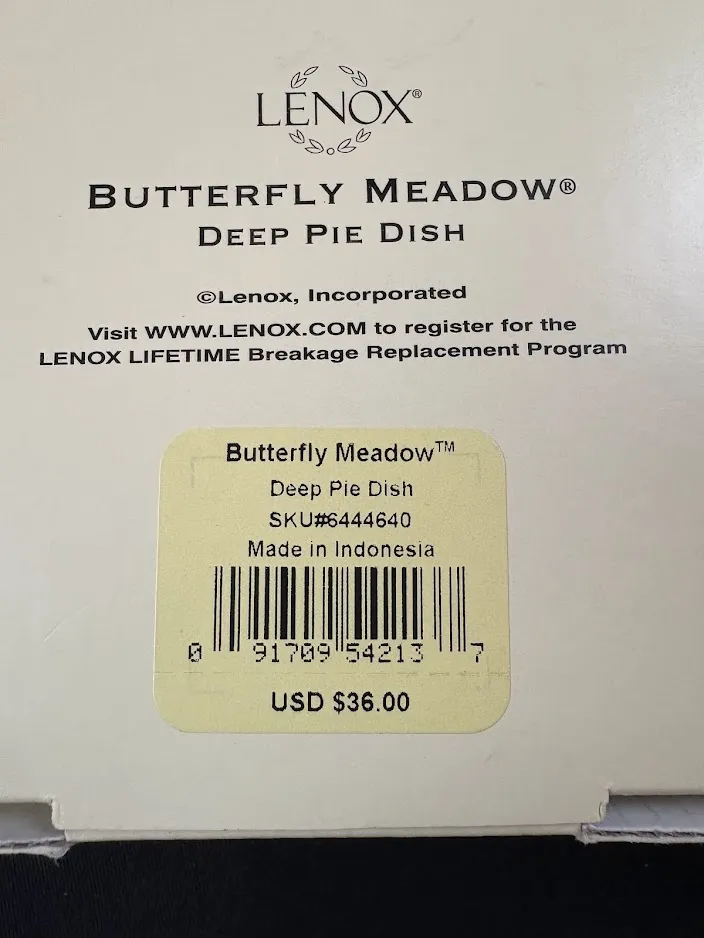 LENOX®
BUTTERFLY MEADOW®
DEEP PIE DISH
©Lenox, Incorporated
Visit WWW.LENOX.COM to register for the
LENOX LIFETIME Breakage Replacement Program
Butterfly Meadow™
Deep Pie Dish
SKU#6444640
Made in Indonesia
0 91709 54213 7
USD $36.00